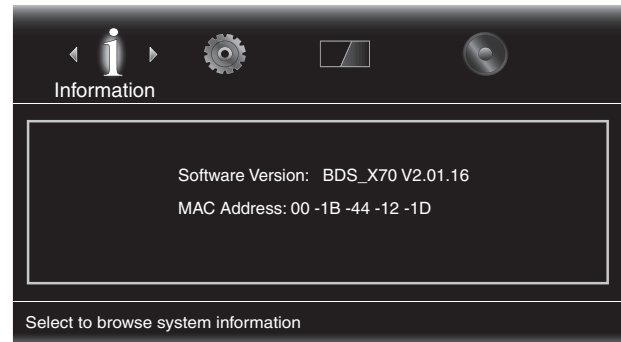 Information
Software Version: BDS_X70 V2.01.16
MAC Address: 00 -1B -44 -12 -1D
Select to browse system information